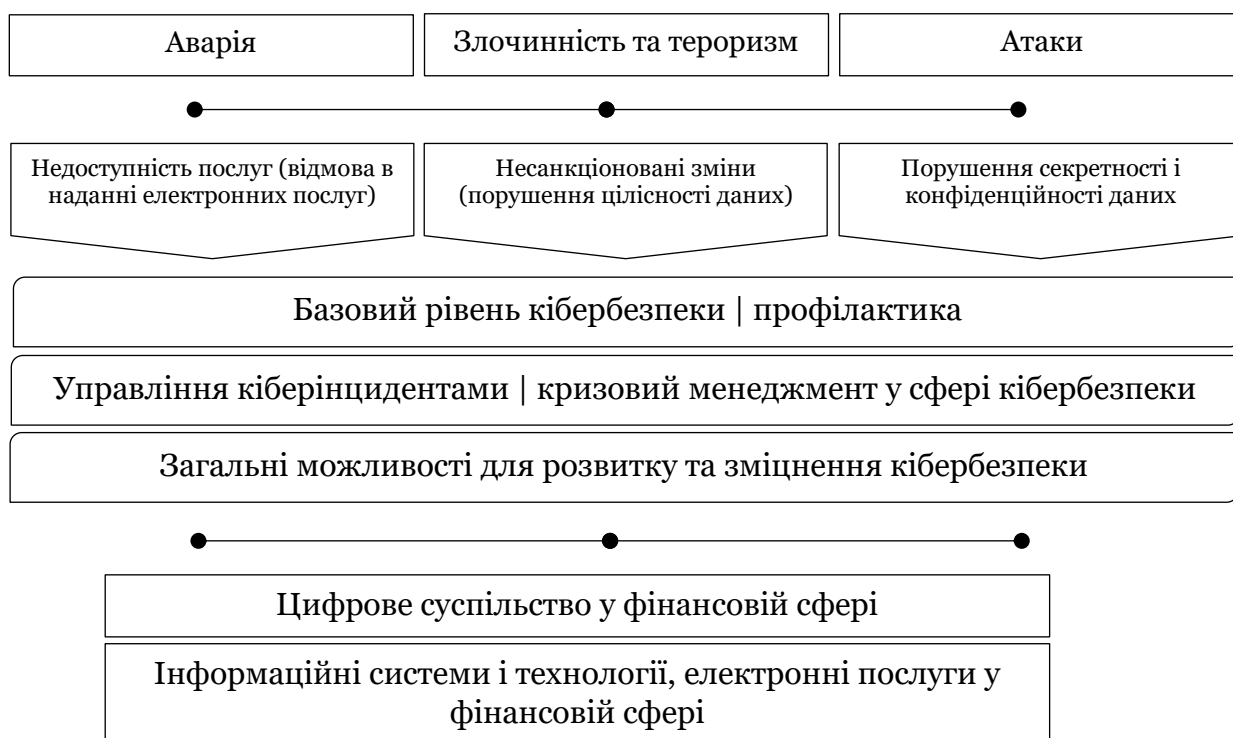 Аварія
Злочинність та тероризм
Атаки
Недоступність послуг (відмова в
наданні електронних послуг)
Несанкціоновані зміни
(порушення цілісності даних)
Порушення секретності і
конфіденційності даних
Базовий рівень кібербезпеки | профілактика
Управління кіберінцидентами | кризовий менеджмент у сфері кібербезпеки
Загальні можливості для розвитку та зміцнення кібербезпеки
Цифрове суспільство у фінансовій сфері
Інформаційні системи і технології, електронні послуги у
фінансовій сфері